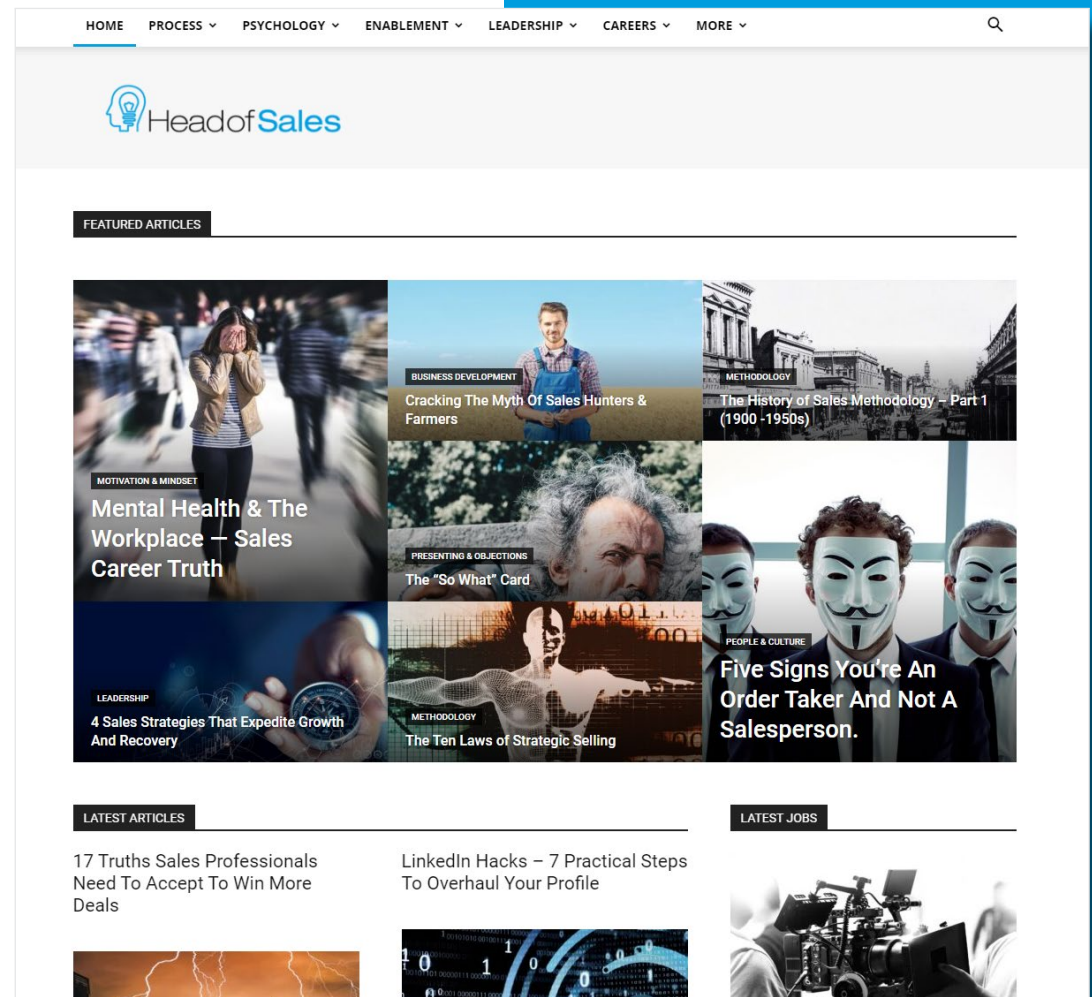 HOME PROCESS PSYCHOLOGY ENABLEMENT LEADERSHIP CAREERS MORE
Head of Sales
FEATURED ARTICLES
MOTIVATION & MINDSET
Mental Health & The
Workplace — Sales
Career Truth
BUSINESS DEVELOPMENT
Cracking The Myth Of Sales Hunters &
Farmers
METHODOLOGY
The History of Sales Methodology – Part 1
(1900 -1950s)
PRESENTING & OBJECTIONS
The “So What” Card
PEOPLE & CULTURE
Five Signs You’re An
Order Taker And Not A
Salesperson.
LEADERSHIP
4 Sales Strategies That Expedite Growth
And Recovery
METHODOLOGY
The Ten Laws of Strategic Selling
LATEST ARTICLES
17 Truths Sales Professionals
Need To Accept To Win More
Deals
LinkedIn Hacks – 7 Practical Steps
To Overhaul Your Profile
LATEST JOBS